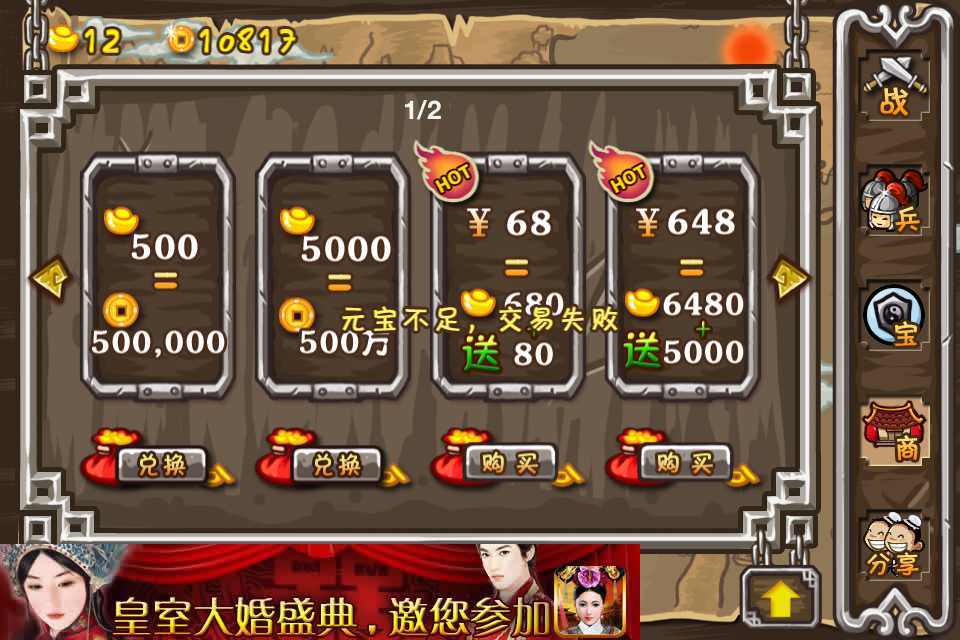 12
10817
1/2
500
=
500,000
兑换
5000
=
500万
兑换
HOT
¥ 68
=
680
+
送 80
购买
HOT
¥ 648
=
6480
+
送 5000
购买
元宝不足，交易失败
战
兵
宝
商
分享
皇室大婚盛典，邀您参加